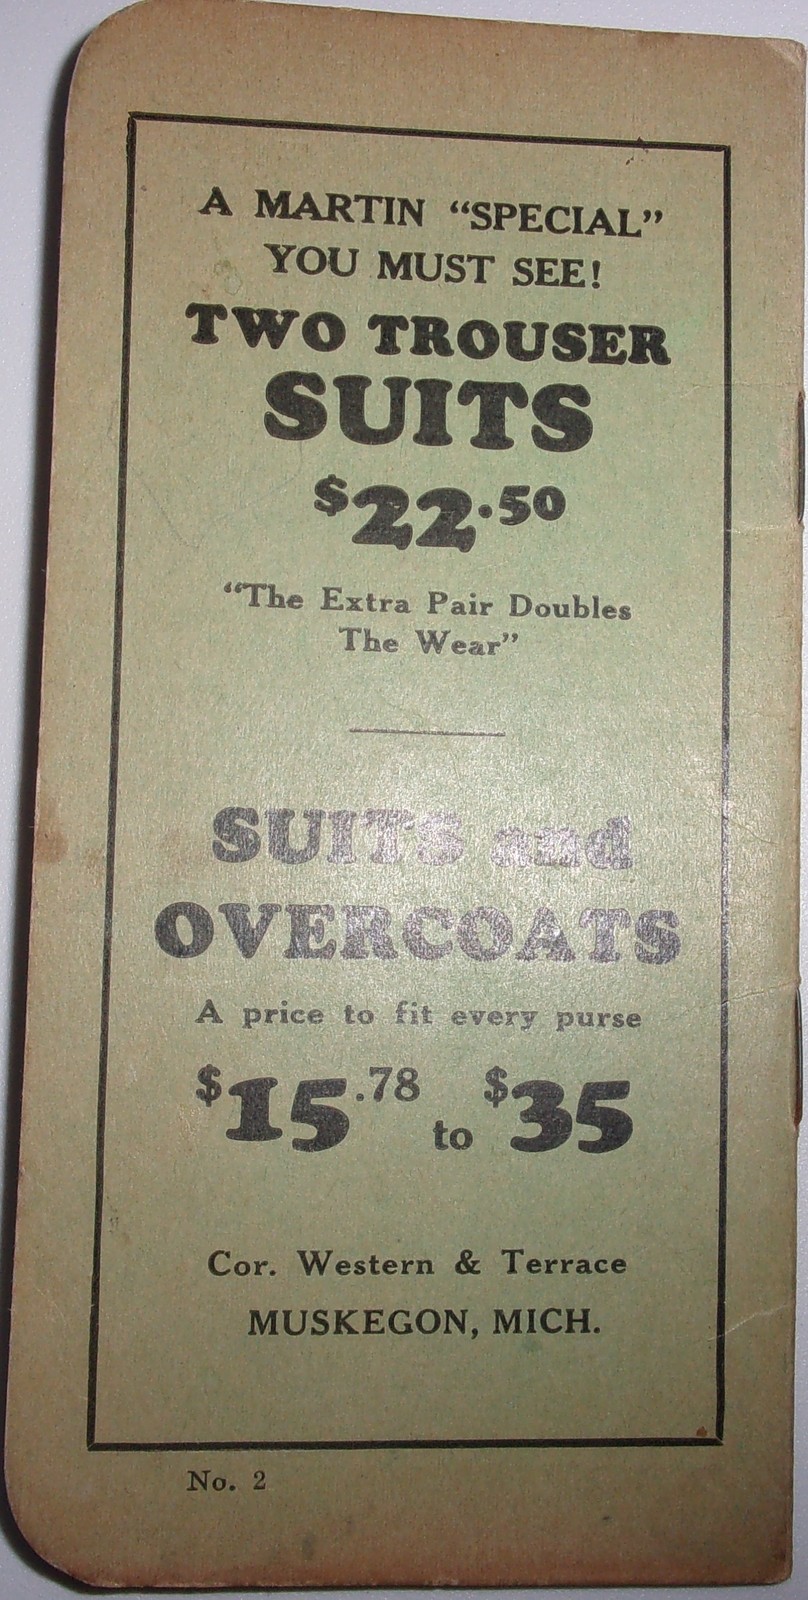 A MARTIN “SPECIAL”
YOU MUST SEE!
TWO TROUSER
SUITS
$22.50
“The Extra Pair Doubles
The Wear”
SUITS and
OVERCOATS
A price to fit every purse
$15.78 to $35
Cor. Western & Terrace
MUSKEGON, MICH.
No. 2